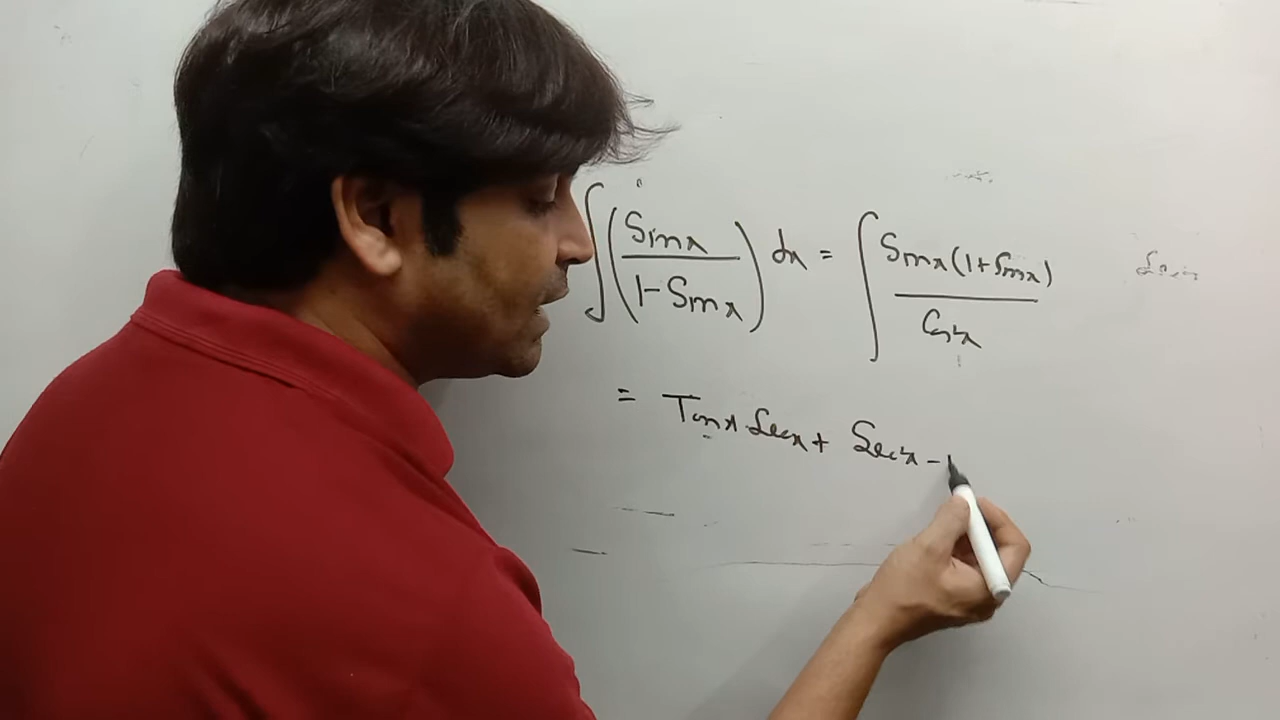 ∫(Sinx / 1-Sinx) dx = ∫ Sinx(1+Sinx) / Cos²x
= Tanx Secx + Sec²x - 1